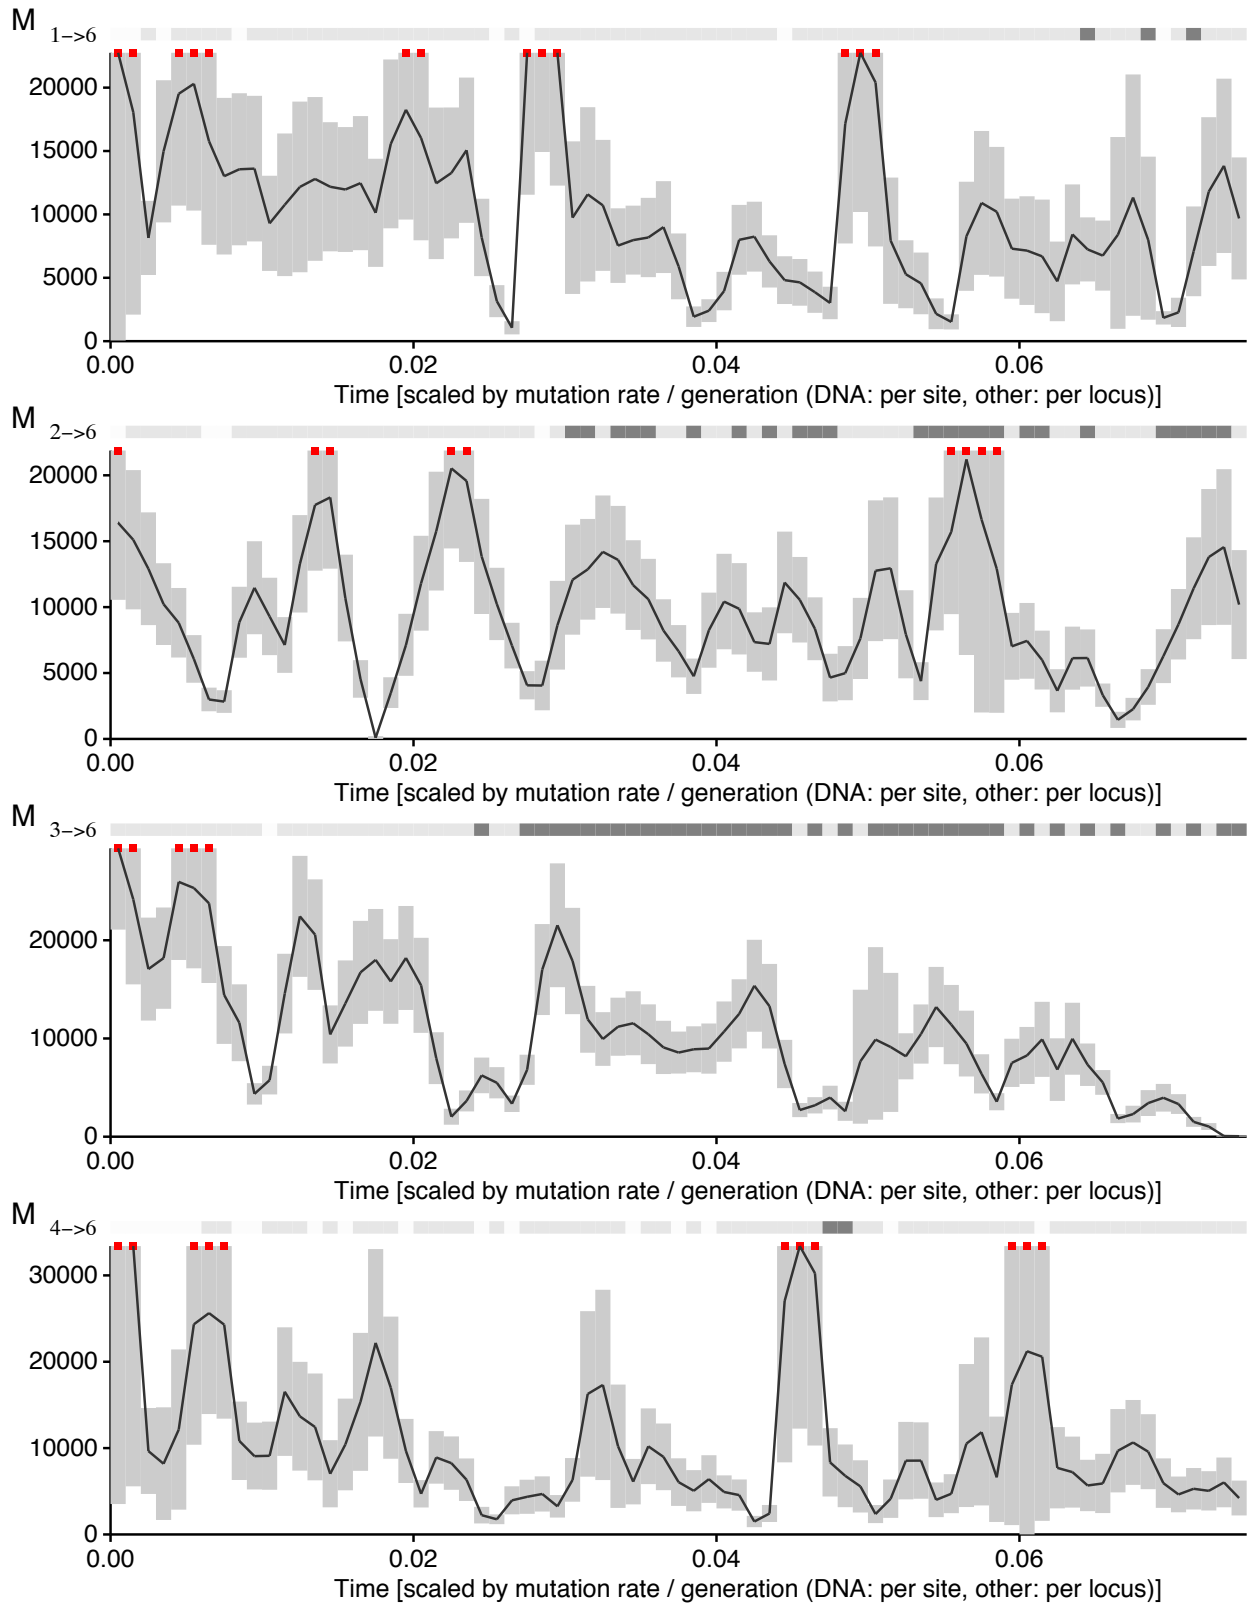 M
1->6
20000
15000
10000
5000
0
0.00 0.02 0.04 0.06
Time [scaled by mutation rate / generation (DNA: per site, other: per locus)]
M
2->6
20000
15000
10000
5000
0
0.00 0.02 0.04 0.06
Time [scaled by mutation rate / generation (DNA: per site, other: per locus)]
M
3->6
20000
10000
0
0.00 0.02 0.04 0.06
Time [scaled by mutation rate / generation (DNA: per site, other: per locus)]
M
4->6
30000
20000
10000
0
0.00 0.02 0.04 0.06
Time [scaled by mutation rate / generation (DNA: per site, other: per locus)]